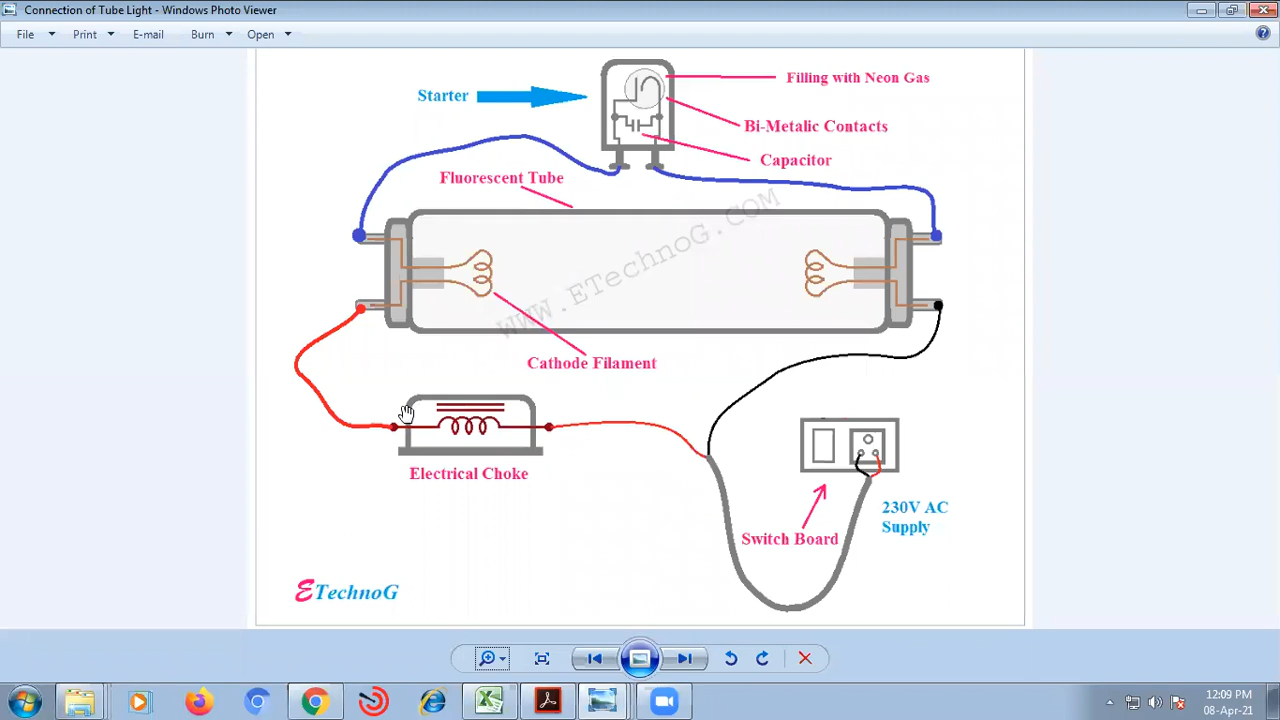 Connection of Tube Light - Windows Photo Viewer
File Print E-mail Burn Open
Starter
Filling with Neon Gas
Bi-Metalic Contacts
Capacitor
Fluorescent Tube
WWW.ETechnoG.COM
Cathode Filament
Electrical Choke
230V AC
Supply
Switch Board
ETechnoG
12:09 PM
08-Apr-21